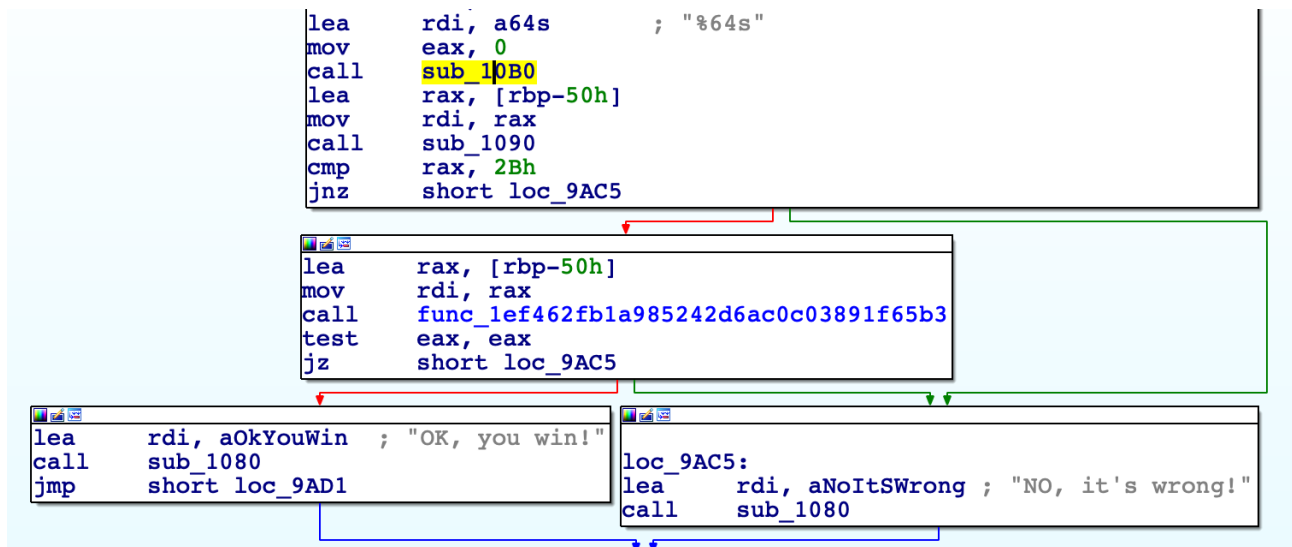 lea rdi, a64s ; "%64s"
mov eax, 0
call sub_10B0
lea rax, [rbp-50h]
mov rdi, rax
call sub_1090
cmp rax, 2Bh
jnz short loc_9AC5
lea rax, [rbp-50h]
mov rdi, rax
call func_1ef462fb1a985242d6ac0c03891f65b3
test eax, eax
jz short loc_9AC5
lea rdi, aOkYouWin ; "OK, you win!"
call sub_1080
jmp short loc_9AD1
loc_9AC5:
lea rdi, aNoItSWrong ; "NO, it's wrong!"
call sub_1080